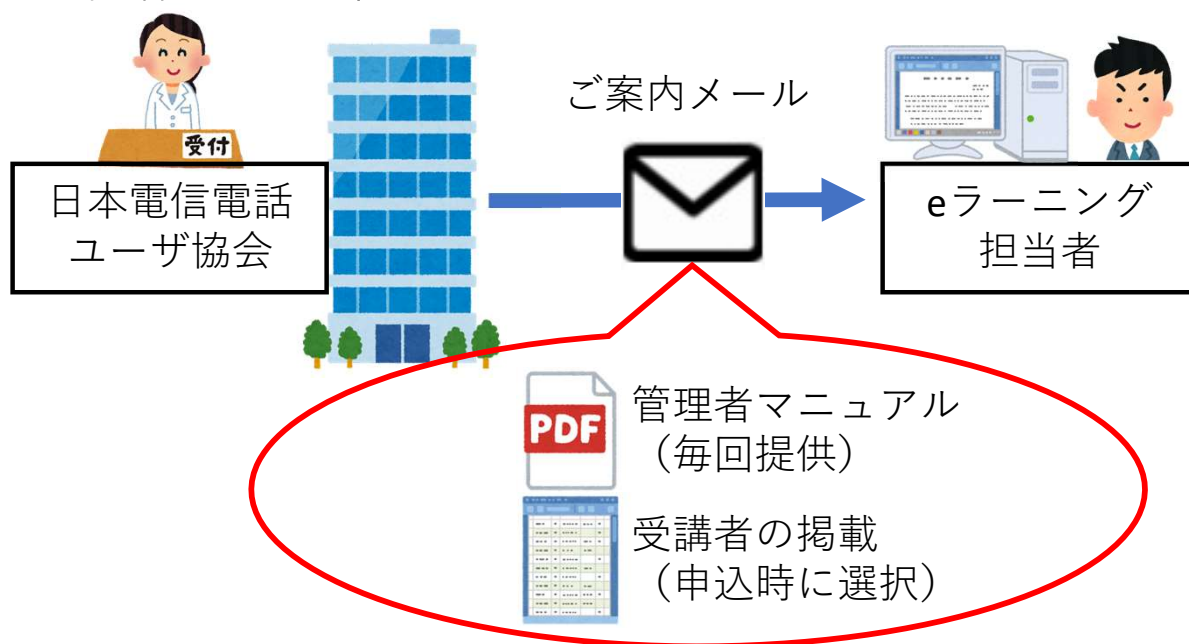 受付
日本電信電話
ユーザ協会
ご案内メール
eラーニング
担当者
PDF
管理者マニュアル
（毎回提供）
受講者の掲載
（申込時に選択）